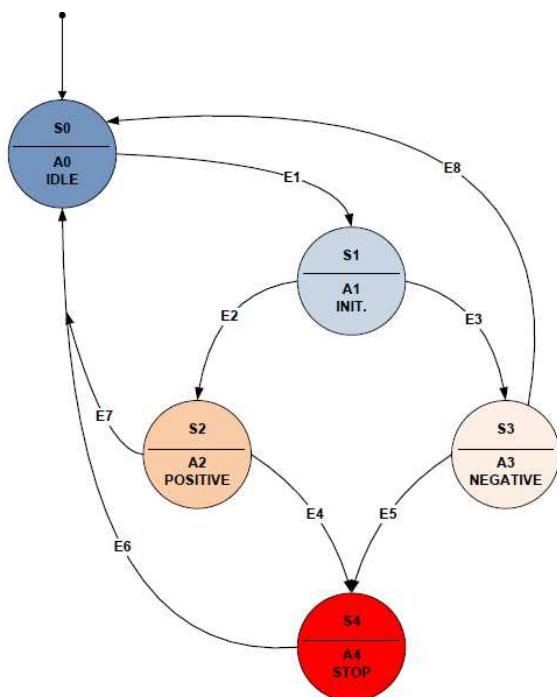 S0
A0
IDLE
E1
E8
S1
A1
INIT.
E2
E3
S2
A2
POSITIVE
S3
A3
NEGATIVE
E7
E4
E5
E6
S4
A4
STOP